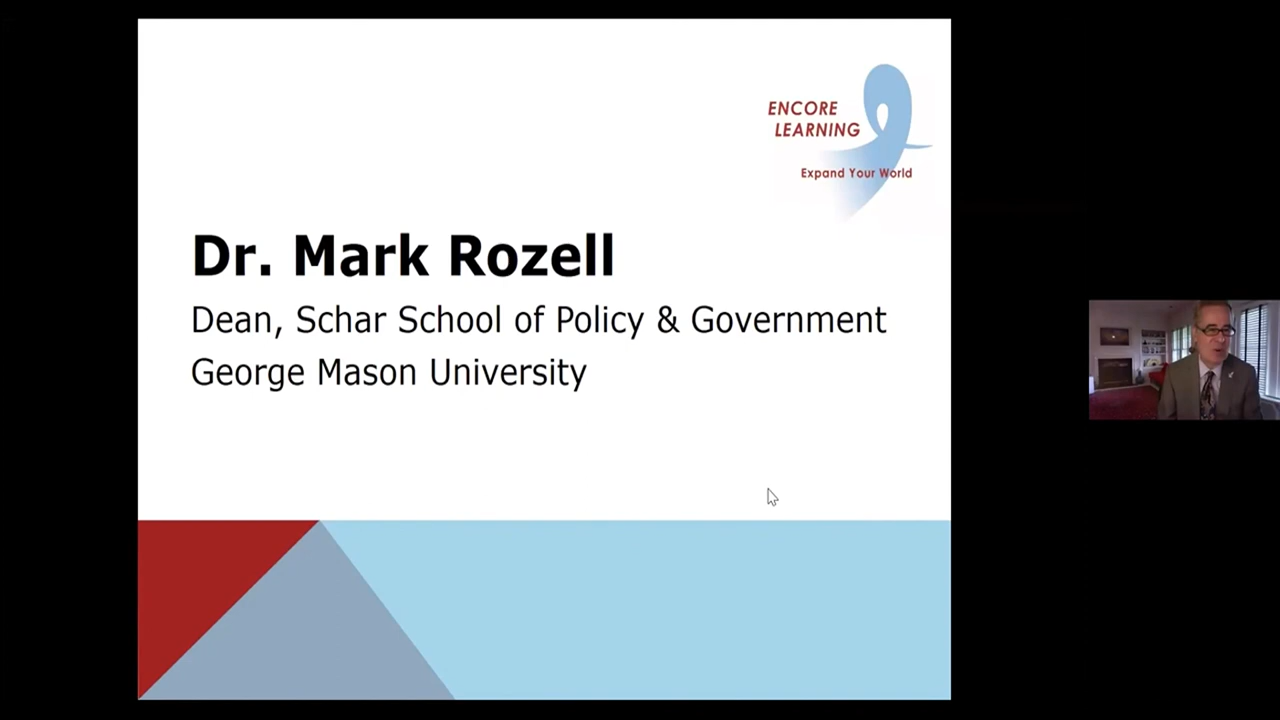 ENCORE
LEARNING
Expand Your World
Dr. Mark Rozell
Dean, Schar School of Policy & Government
George Mason University